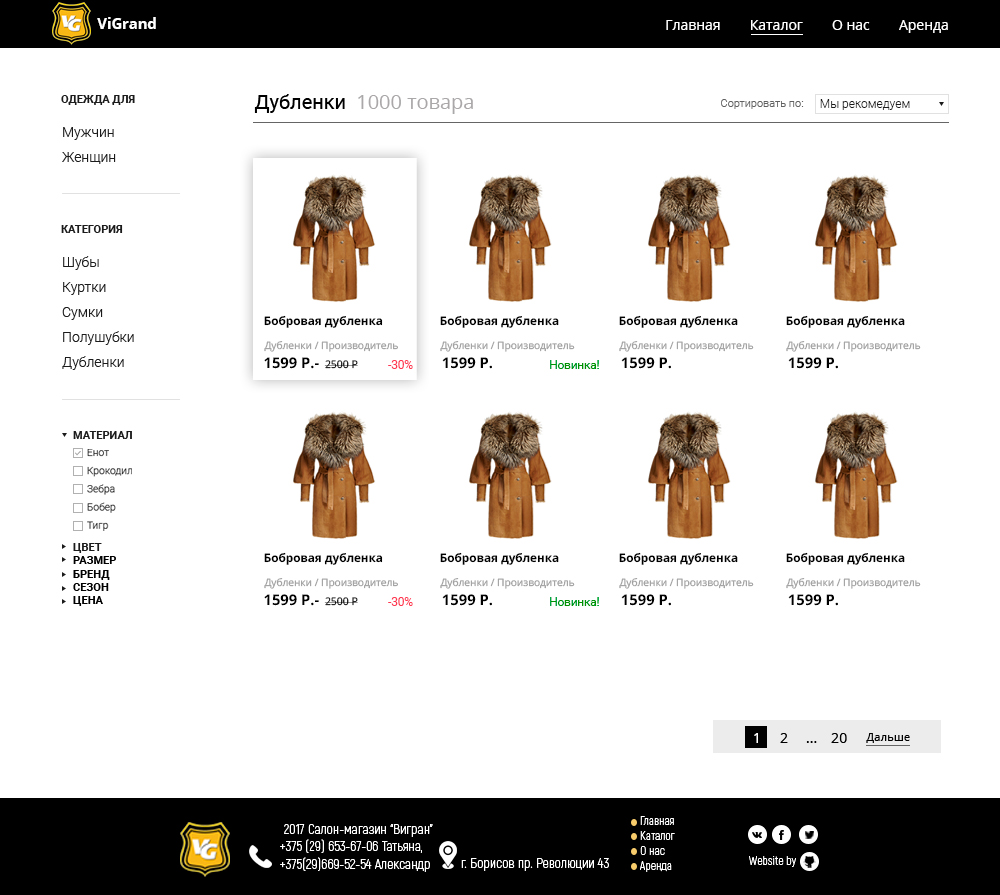 VG ViGrand
Главная Каталог О нас Аренда
ОДЕЖДА ДЛЯ
Мужчин
Женщин
КАТЕГОРИЯ
Шубы
Куртки
Сумки
Полушубки
Дубленки
МАТЕРИАЛ
Енот
Крокодил
Зебра
Бобер
Тигр
ЦВЕТ
РАЗМЕР
БРЕНД
СЕЗОН
ЦЕНА
Дубленки 1000 товара
Сортировать по: Мы рекомедуем
Бобровая дубленка
Дубленки / Производитель
1599 Р.- 2500 Р -30%
Бобровая дубленка
Дубленки / Производитель
1599 Р. Новинка!
Бобровая дубленка
Дубленки / Производитель
1599 Р.
Бобровая дубленка
Дубленки / Производитель
1599 Р.
Бобровая дубленка
Дубленки / Производитель
1599 Р.- 2500 Р -30%
Бобровая дубленка
Дубленки / Производитель
1599 Р. Новинка!
Бобровая дубленка
Дубленки / Производитель
1599 Р.
Бобровая дубленка
Дубленки / Производитель
1599 Р.
1 2 ... 20 Дальше
VG
2017 Салон-магазин "Вигран"
+375 (29) 653-67-06 Татьяна,
+375(29)669-52-54 Александр
г. Борисов пр. Революции 43
Главная
Каталог
О нас
Аренда
Website by